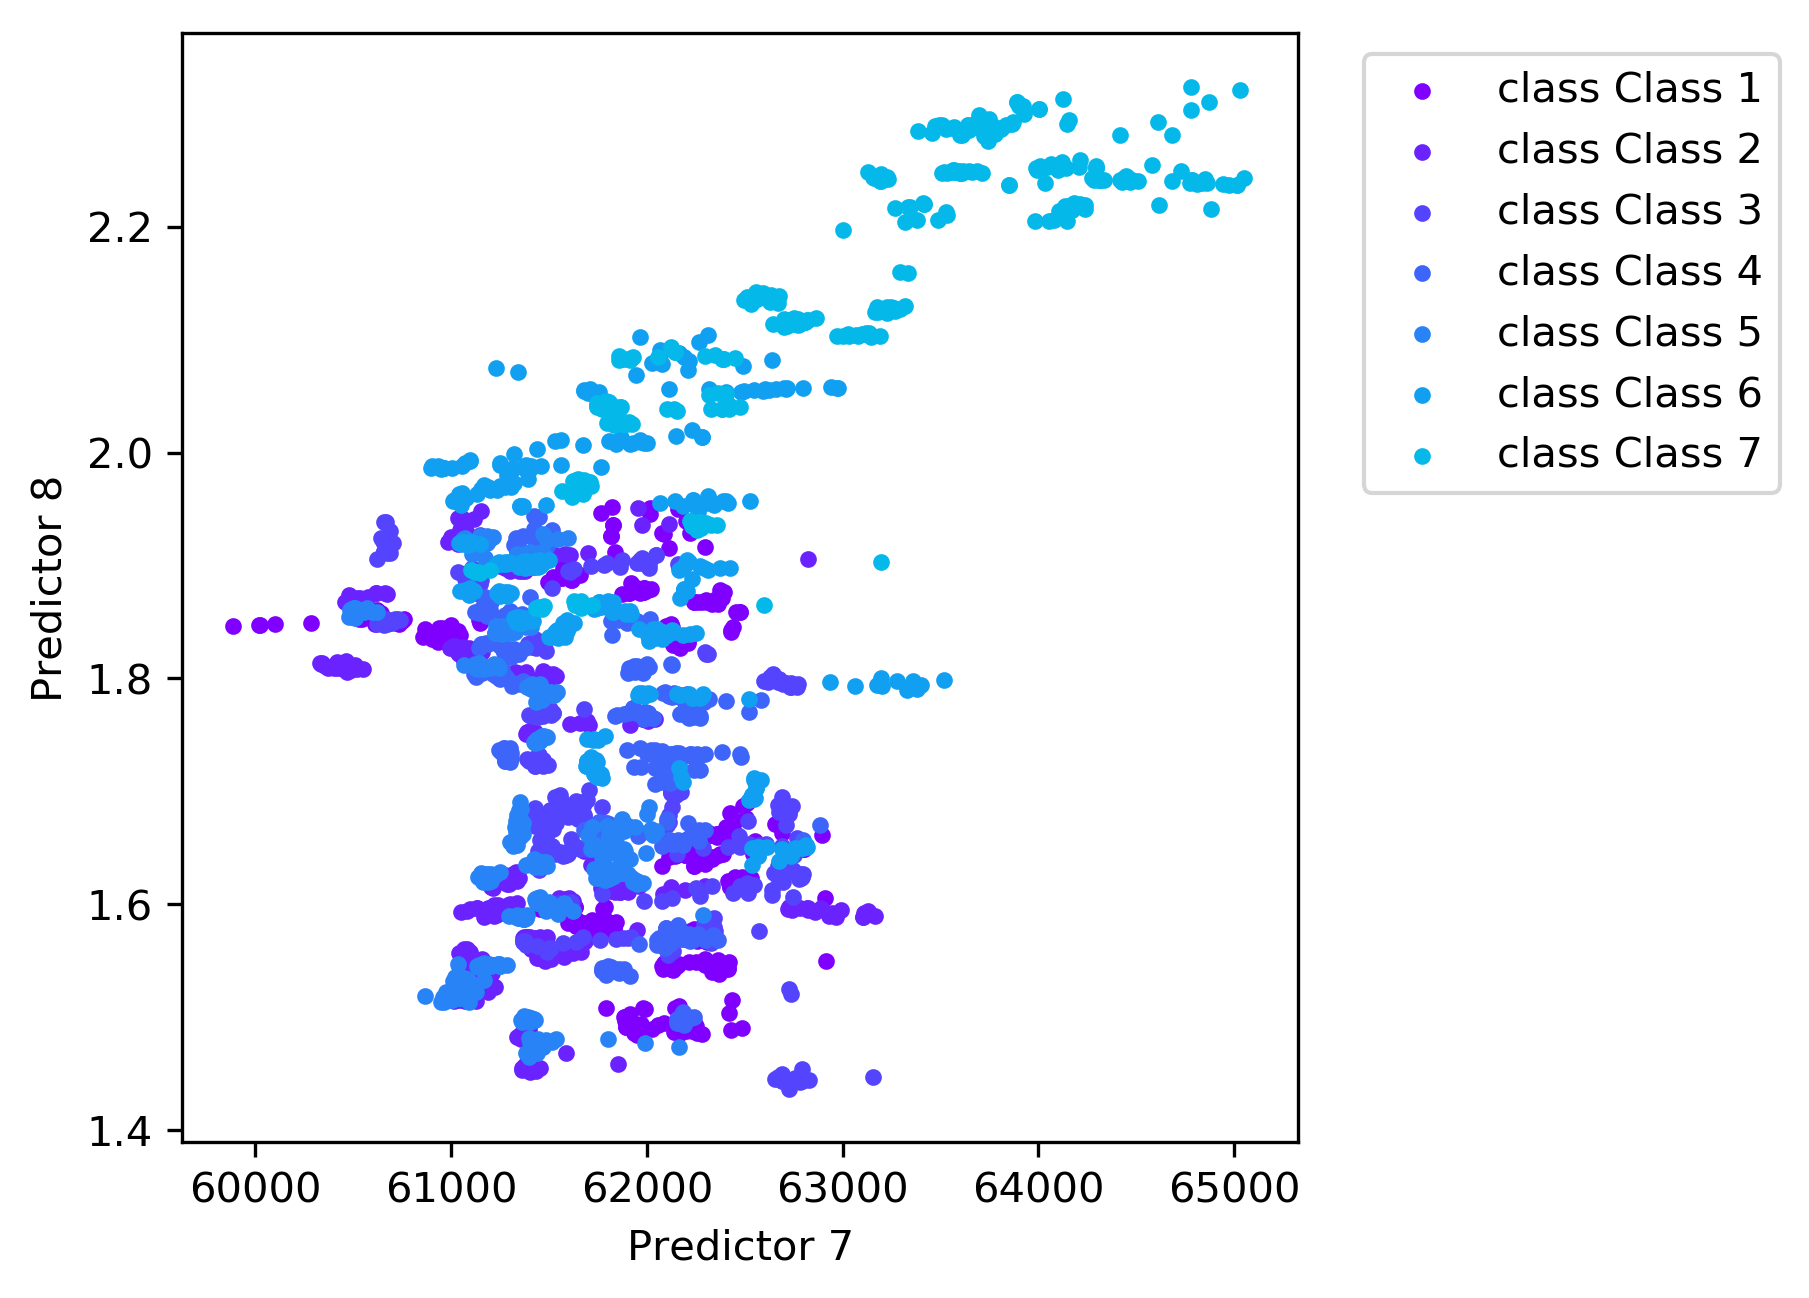 class Class 1
class Class 2
class Class 3
class Class 4
class Class 5
class Class 6
class Class 7
2.2
2.0
1.8
1.6
1.4
Predictor 8
60000 61000 62000 63000 64000 65000
Predictor 7